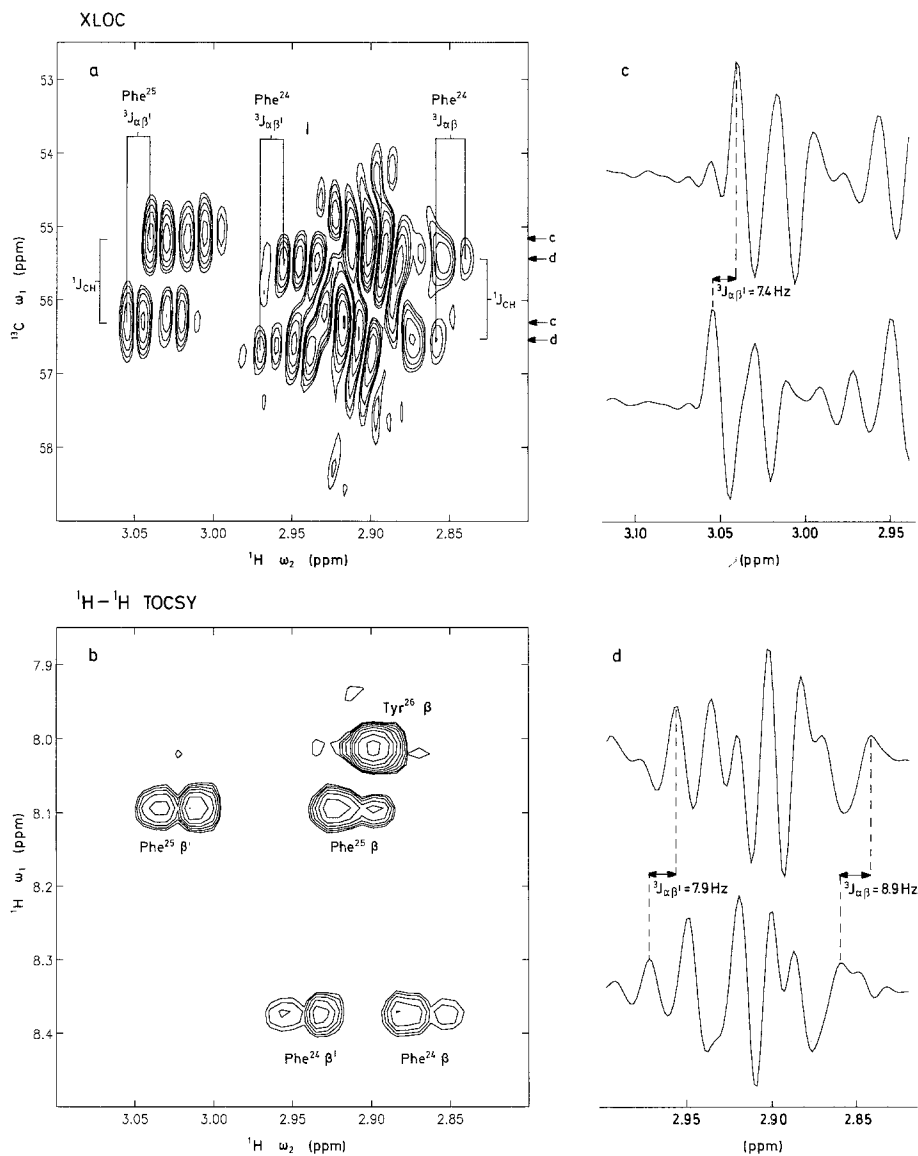 XLOC
a
Phe²⁵
³Jαβ'
Phe²⁴
³Jαβ'
Phe²⁴
³Jαβ
53
54
55
56
57
58
¹³C ω₁ (ppm)
¹JCH
¹JCH
c
d
c
d
3.05
3.00
2.95
2.90
2.85
¹H ω₂ (ppm)
c
³Jαβ' = 7.4 Hz
3.10
3.05
3.00
2.95
(ppm)
¹H–¹H TOCSY
b
7.9
8.0
8.1
8.2
8.3
8.4
¹H ω₁ (ppm)
Tyr²⁶ β
Phe²⁵ β'
Phe²⁵ β
Phe²⁴ β'
Phe²⁴ β
3.05
3.00
2.95
2.90
2.85
¹H ω₂ (ppm)
d
³Jαβ' = 7.9 Hz
³Jαβ = 8.9 Hz
2.95
2.90
2.85
(ppm)